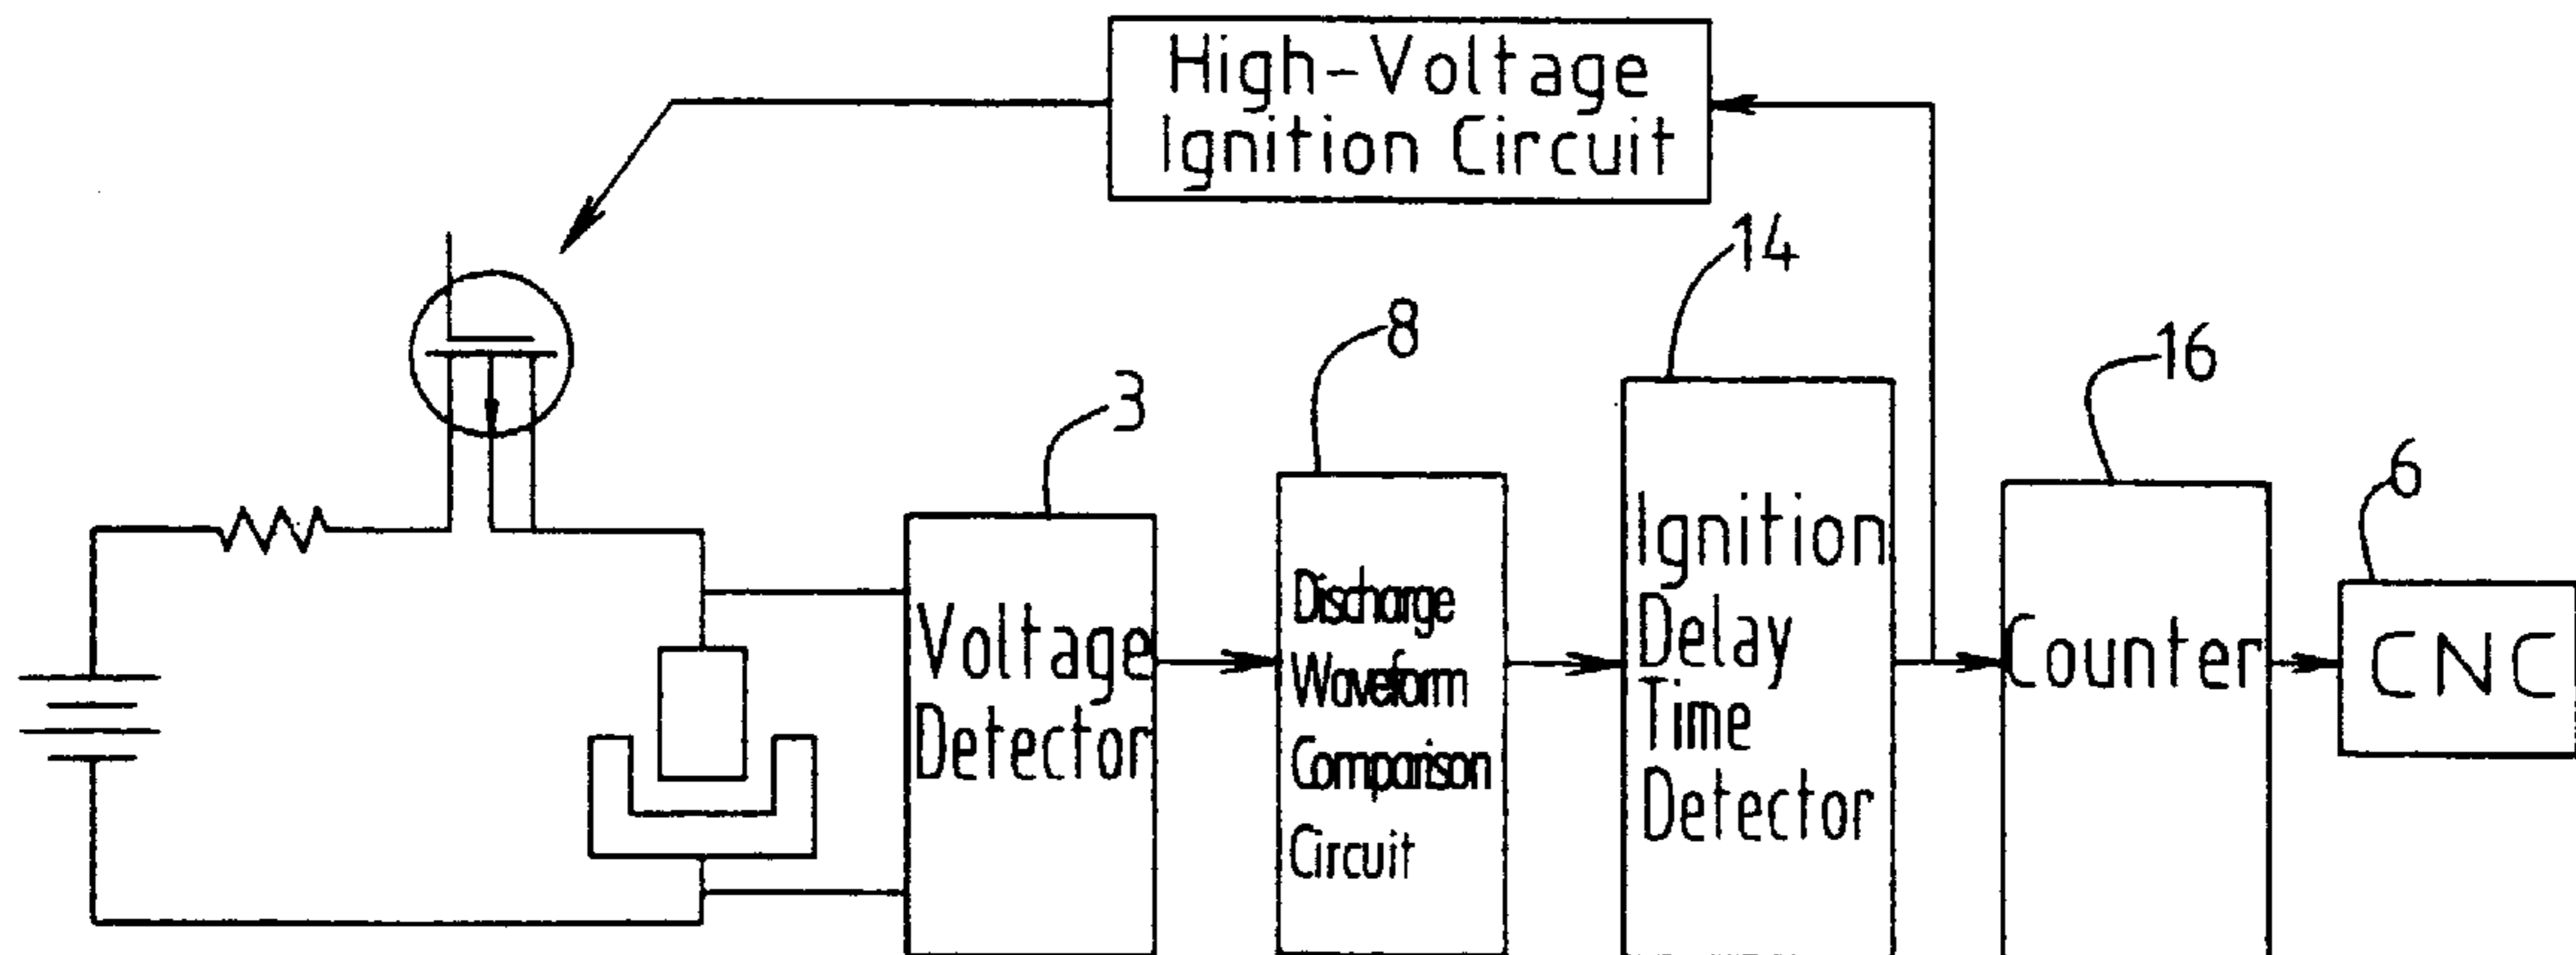 High-Voltage
Ignition Circuit
14
8
16
3
6
Voltage
Detector
Discharge
Waveform
Comparison
Circuit
Ignition
Delay
Time
Detector
Counter
CNC